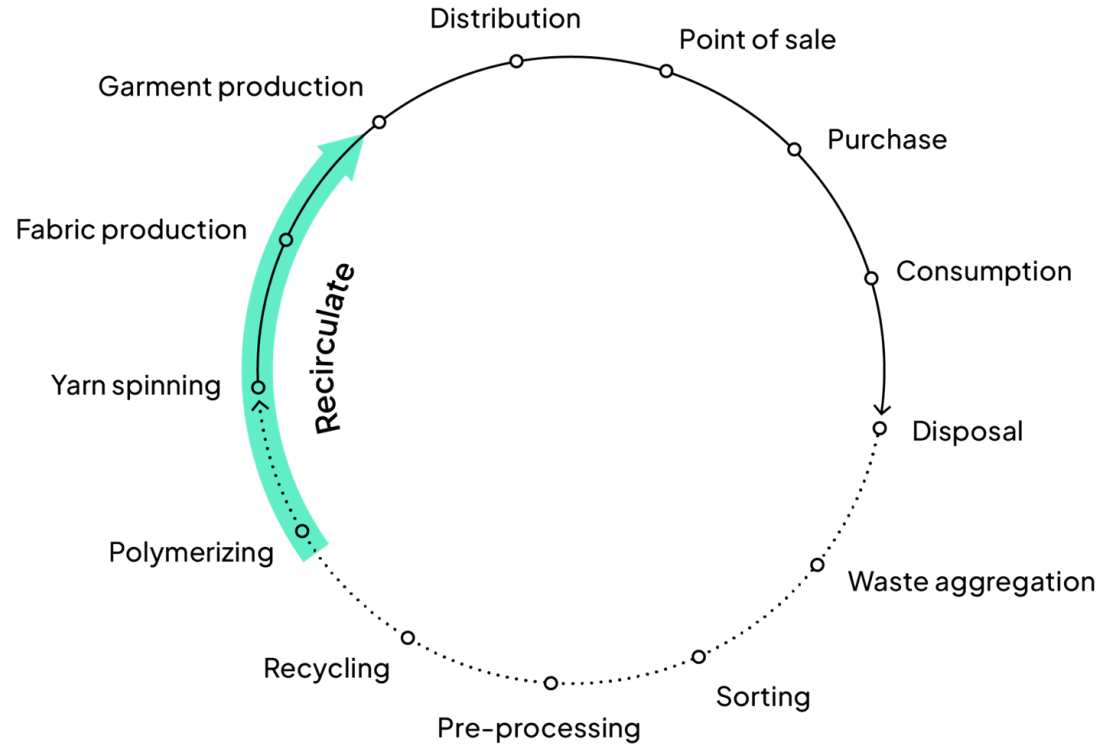 Distribution
Point of sale
Garment production
Purchase
Fabric production
Consumption
Recirculate
Yarn spinning
Disposal
Polymerizing
Waste aggregation
Recycling
Sorting
Pre-processing